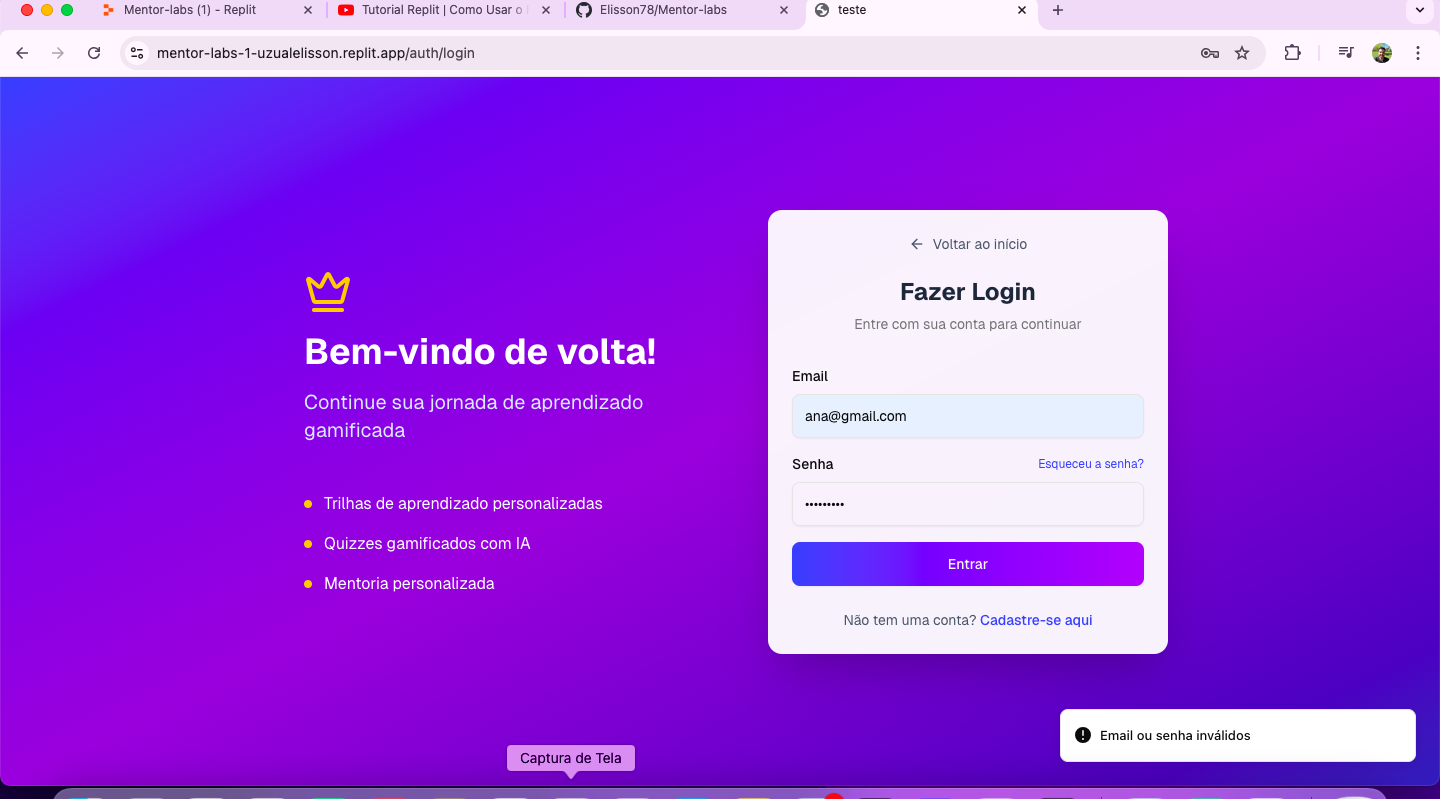 Mentor-labs (1) - Replit
Tutorial Replit | Como Usar o
Elisson78/Mentor-labs
teste
mentor-labs-1-uzualelisson.replit.app/auth/login
Bem-vindo de volta!
Continue sua jornada de aprendizado
gamificada
Trilhas de aprendizado personalizadas
Quizzes gamificados com IA
Mentoria personalizada
Voltar ao início
Fazer Login
Entre com sua conta para continuar
Email
ana@gmail.com
Senha
Esqueceu a senha?
•••••••••
Entrar
Não tem uma conta? Cadastre-se aqui
Email ou senha inválidos
Captura de Tela